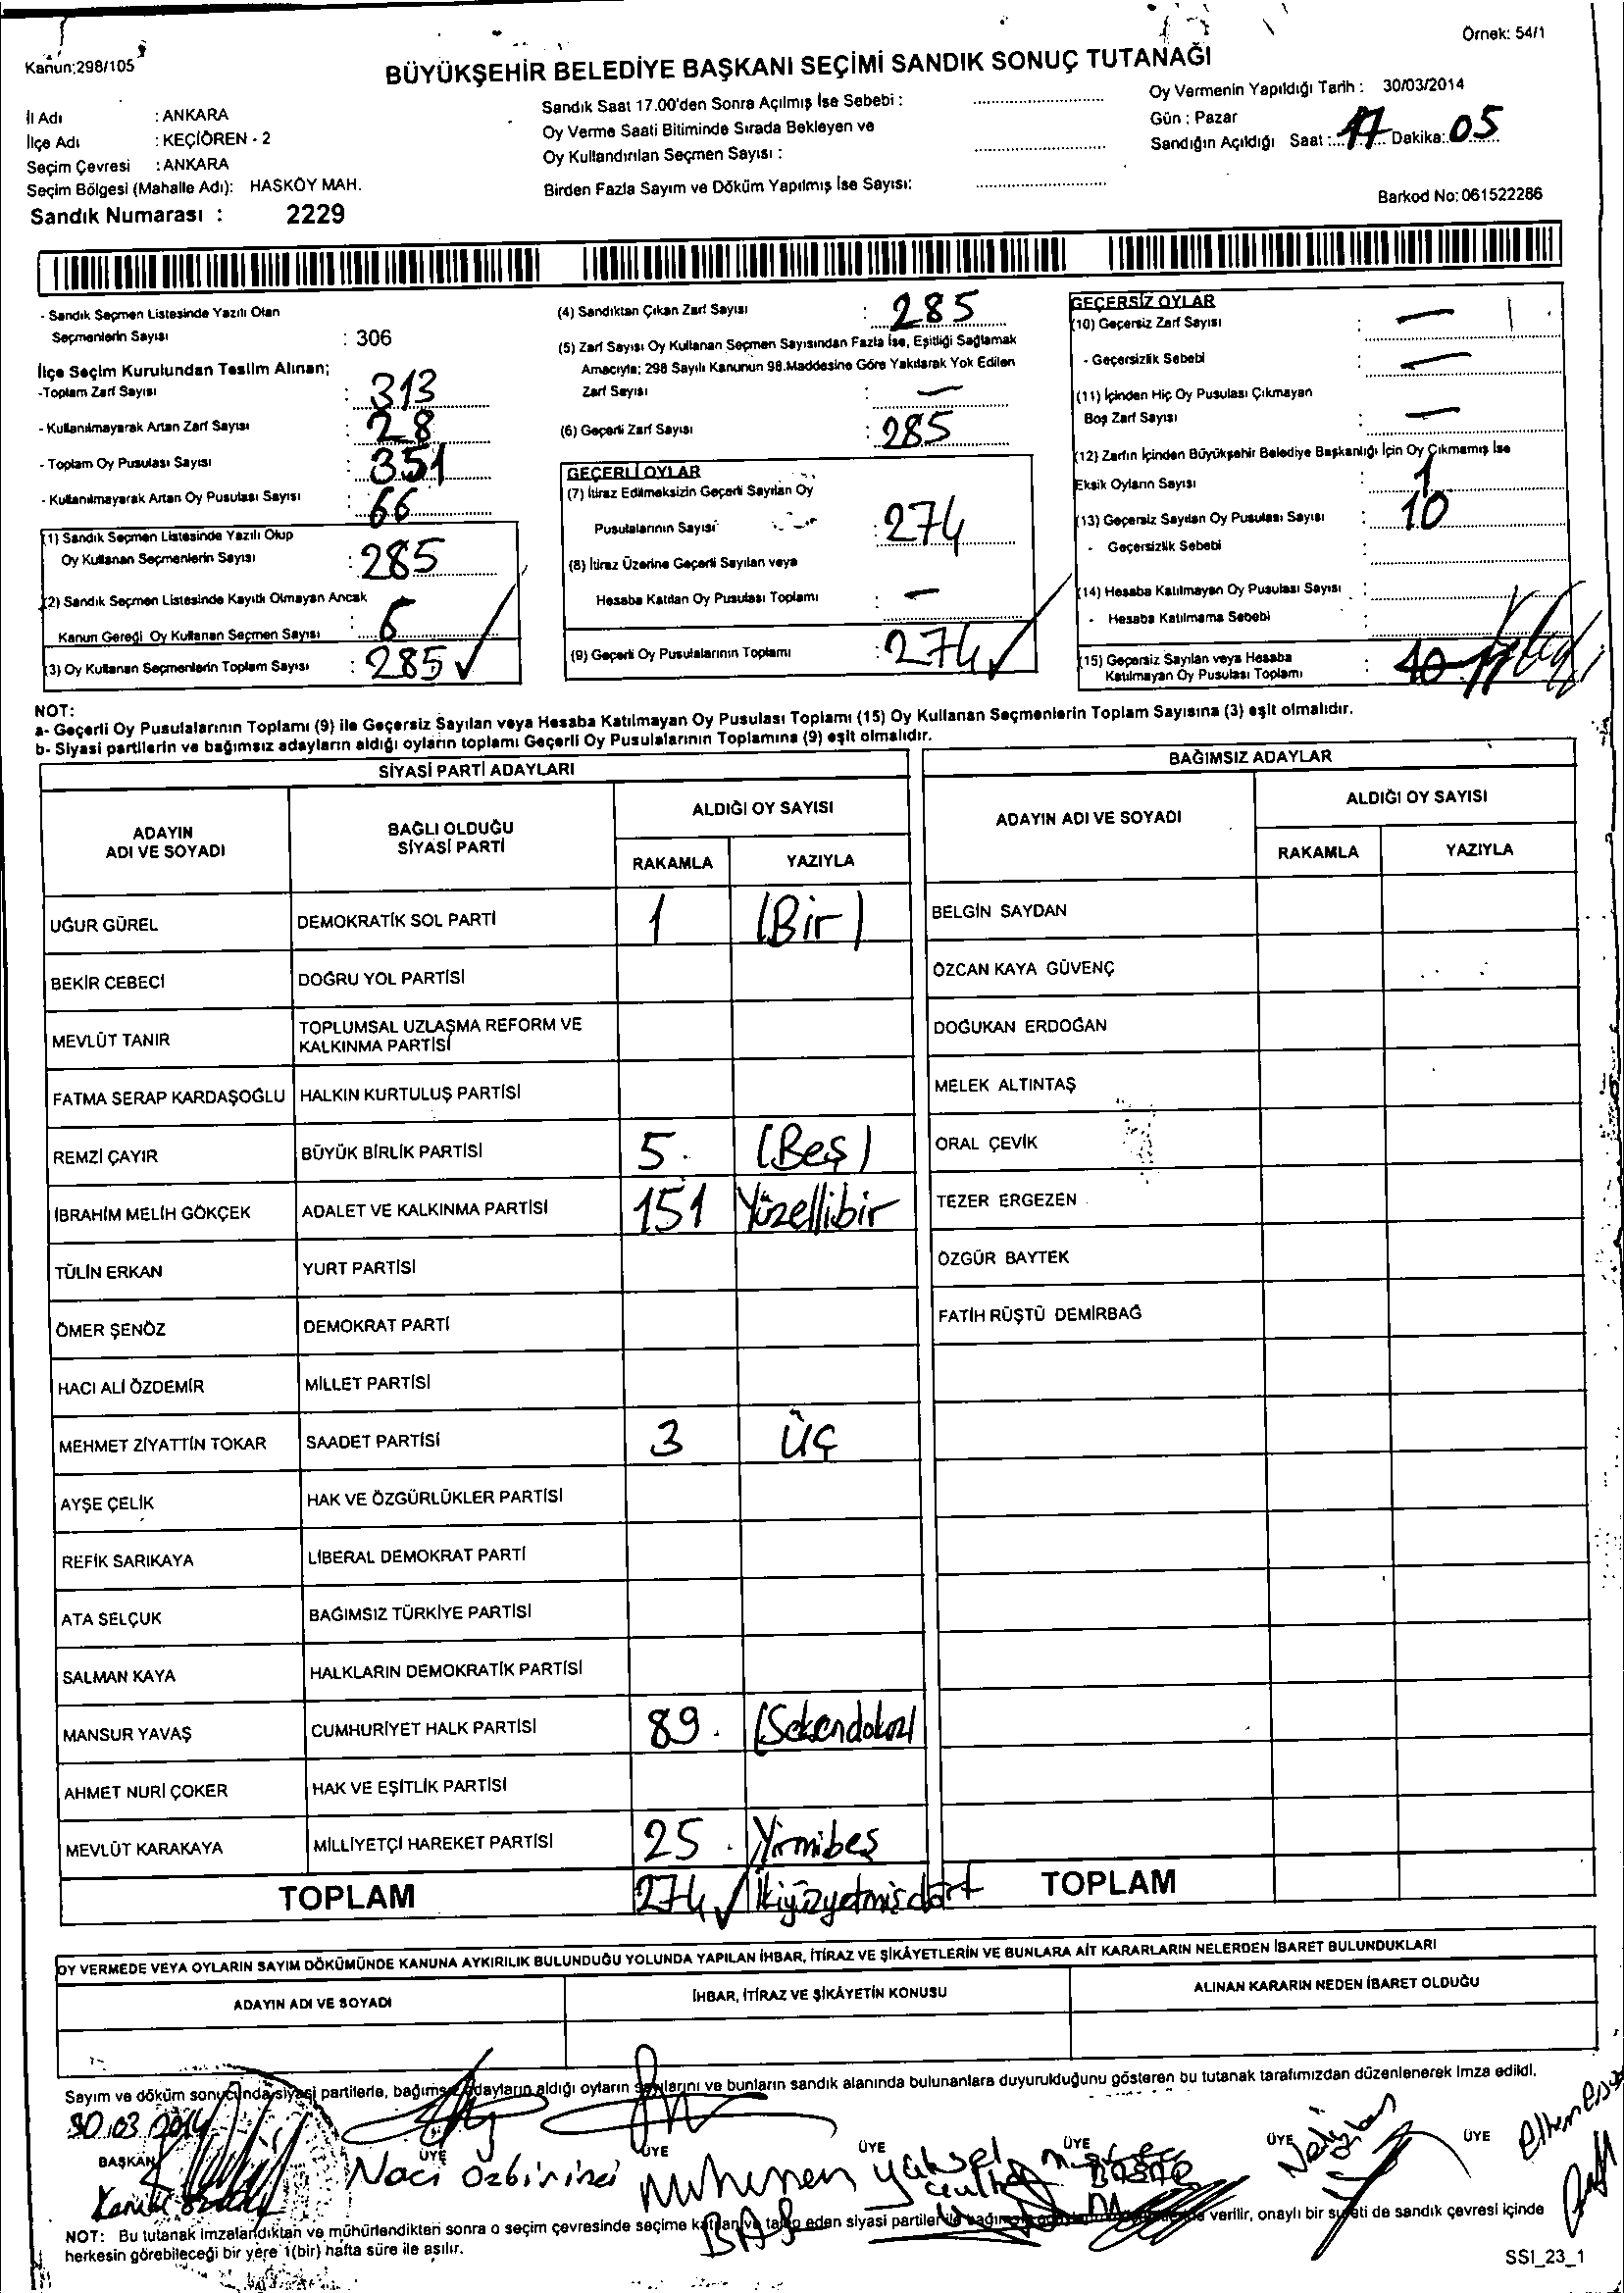 Örnek: 54/1
Kanun:298/105
BÜYÜKŞEHİR BELEDİYE BAŞKANI SEÇİMİ SANDIK SONUÇ TUTANAĞI
İl Adı : ANKARA
İlçe Adı : KEÇİÖREN - 2
Seçim Çevresi : ANKARA
Seçim Bölgesi (Mahalle Adı): HASKÖY MAH.
Sandık Numarası : 2229
Sandık Saat 17.00'den Sonra Açılmış İse Sebebi :
Oy Verme Saati Bitiminde Sırada Bekleyen ve
Oy Kullandırılan Seçmen Sayısı :
Birden Fazla Sayım ve Döküm Yapılmış İse Sayısı:
Oy Vermenin Yapıldığı Tarih : 30/03/2014
Gün : Pazar
Sandığın Açıldığı Saat : 17 Dakika: 05
Barkod No: 061522286
- Sandık Seçmen Listesinde Yazılı Olan
Seçmenlerin Sayısı : 306
İlçe Seçim Kurulundan Teslim Alınan;
-Toplam Zarf Sayısı : 313
- Kullanılmayarak Artan Zarf Sayısı : 28
- Toplam Oy Pusulası Sayısı : 351
- Kullanılmayarak Artan Oy Pusulası Sayısı : 66
(1) Sandık Seçmen Listesinde Yazılı Olup
Oy Kullanan Seçmenlerin Sayısı : 285
(2) Sandık Seçmen Listesinde Kayıtlı Olmayan Ancak
Kanun Gereği Oy Kullanan Seçmen Sayısı :
(3) Oy Kullanan Seçmenlerin Toplam Sayısı : 285 ✓
(4) Sandıktan Çıkan Zarf Sayısı : 285
(5) Zarf Sayısı Oy Kullanan Seçmen Sayısından Fazla İse, Eşitliği Sağlamak
Amacıyla; 298 Sayılı Kanunun 98.Maddesine Göre Yakılarak Yok Edilen
Zarf Sayısı : —
(6) Geçerli Zarf Sayısı : 285
GEÇERLİ OYLAR
(7) İtiraz Edilmeksizin Geçerli Sayılan Oy
Pusulalarının Sayısı : 274
(8) İtiraz Üzerine Geçerli Sayılan veya
Hesaba Katılan Oy Pusulası Toplamı : —
(9) Geçerli Oy Pusulalarının Toplamı : 274 ✓
GEÇERSİZ OYLAR
(10) Geçersiz Zarf Sayısı : —
- Geçersizlik Sebebi : —
(11) İçinden Hiç Oy Pusulası Çıkmayan
Boş Zarf Sayısı : —
(12) Zarfın İçinden Büyükşehir Belediye Başkanlığı İçin Oy Çıkmamış İse
Eksik Oyların Sayısı : 1
(13) Geçersiz Sayılan Oy Pusulası Sayısı : 10
- Geçersizlik Sebebi :
(14) Hesaba Katılmayan Oy Pusulası Sayısı :
- Hesaba Katılmama Sebebi :
(15) Geçersiz Sayılan veya Hesaba
Katılmayan Oy Pusulası Toplamı : 10
NOT:
a- Geçerli Oy Pusulalarının Toplamı (9) ile Geçersiz Sayılan veya Hesaba Katılmayan Oy Pusulası Toplamı (15) Oy Kullanan Seçmenlerin Toplam Sayısına (3) eşit olmalıdır.
b- Siyasi partilerin ve bağımsız adayların aldığı oyların toplamı Geçerli Oy Pusulalarının Toplamına (9) eşit olmalıdır.
SİYASİ PARTİ ADAYLARI
ADAYIN ADI VE SOYADI BAĞLI OLDUĞU SİYASİ PARTİ ALDIĞI OY SAYISI
RAKAMLA YAZIYLA
UĞUR GÜREL DEMOKRATİK SOL PARTİ 1 (Bir)
BEKİR CEBECİ DOĞRU YOL PARTİSİ
MEVLÜT TANIR TOPLUMSAL UZLAŞMA REFORM VE KALKINMA PARTİSİ
FATMA SERAP KARDAŞOĞLU HALKIN KURTULUŞ PARTİSİ
REMZİ ÇAYIR BÜYÜK BİRLİK PARTİSİ 5 (Beş)
İBRAHİM MELİH GÖKÇEK ADALET VE KALKINMA PARTİSİ 151 Yüzellibir
TÜLİN ERKAN YURT PARTİSİ
ÖMER ŞENÖZ DEMOKRAT PARTİ
HACI ALİ ÖZDEMİR MİLLET PARTİSİ
MEHMET ZİYATTİN TOKAR SAADET PARTİSİ 3 ÜÇ
AYŞE ÇELİK HAK VE ÖZGÜRLÜKLER PARTİSİ
REFİK SARIKAYA LİBERAL DEMOKRAT PARTİ
ATA SELÇUK BAĞIMSIZ TÜRKİYE PARTİSİ
SALMAN KAYA HALKLARIN DEMOKRATİK PARTİSİ
MANSUR YAVAŞ CUMHURİYET HALK PARTİSİ 89 (Seksendokuz)
AHMET NURİ ÇOKER HAK VE EŞİTLİK PARTİSİ
MEVLÜT KARAKAYA MİLLİYETÇİ HAREKET PARTİSİ 25 Yirmibeş
TOPLAM 274 ✓ İkiyüzyetmişdört
BAĞIMSIZ ADAYLAR
ADAYIN ADI VE SOYADI ALDIĞI OY SAYISI
RAKAMLA YAZIYLA
BELGİN SAYDAN
ÖZCAN KAYA GÜVENÇ
DOĞUKAN ERDOĞAN
MELEK ALTINTAŞ
ORAL ÇEVİK
TEZER ERGEZEN
ÖZGÜR BAYTEK
FATİH RÜŞTÜ DEMİRBAĞ
TOPLAM
OY VERMEDE VEYA OYLARIN SAYIM DÖKÜMÜNDE KANUNA AYKIRILIK BULUNDUĞU YOLUNDA YAPILAN İHBAR, İTİRAZ VE ŞİKÂYETLERİN VE BUNLARA AİT KARARLARIN NELERDEN İBARET BULUNDUKLARI
ADAYIN ADI VE SOYADI İHBAR, İTİRAZ VE ŞİKÂYETİN KONUSU ALINAN KARARIN NEDEN İBARET OLDUĞU
Sayım ve döküm sonucunda siyasi partilerle, bağımsız adayların aldığı oyların sayılarını ve bunların sandık alanında bulunanlara duyurulduğunu gösteren bu tutanak tarafımızdan düzenlenerek imza edildi.
30.03.2014
BAŞKAN ÜYE ÜYE ÜYE ÜYE ÜYE ÜYE
Naci Özbirinci
Yüksel
BAŞ
NOT: Bu tutanak imzalandıktan ve mühürlendikten sonra o seçim çevresinde seçime katılan ve talep eden siyasi partiler ile verilir, onaylı bir sureti de sandık çevresi içinde
herkesin görebileceği bir yere 1(bir) hafta süre ile asılır.
SSI_23_1